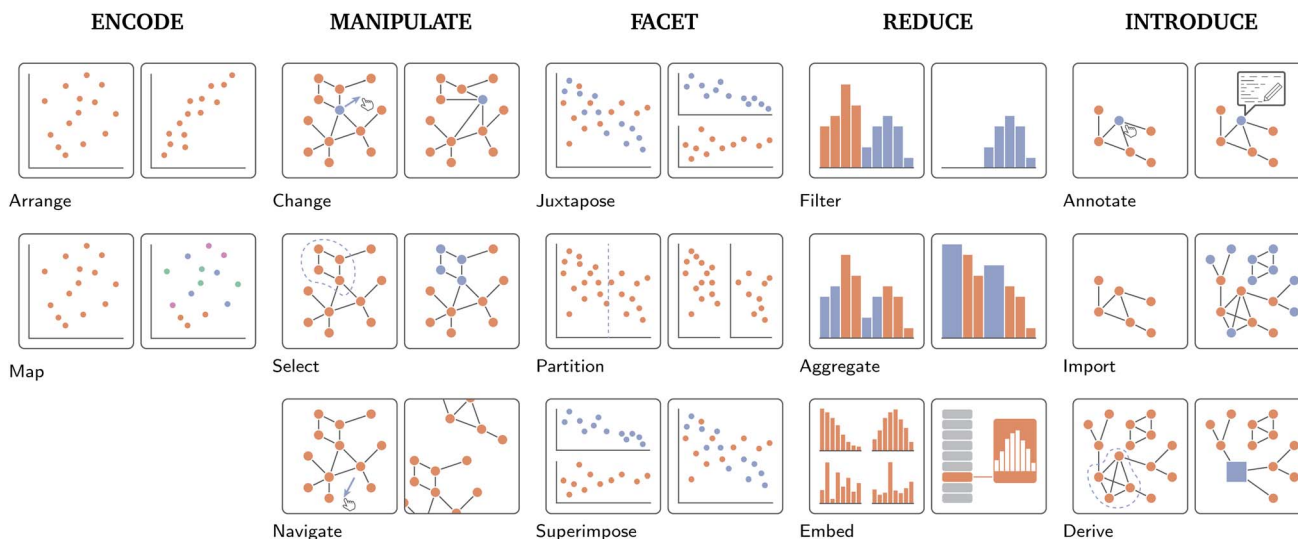 ENCODE MANIPULATE FACET REDUCE INTRODUCE
Arrange Change Juxtapose Filter Annotate
Map Select Partition Aggregate Import
Navigate Superimpose Embed Derive